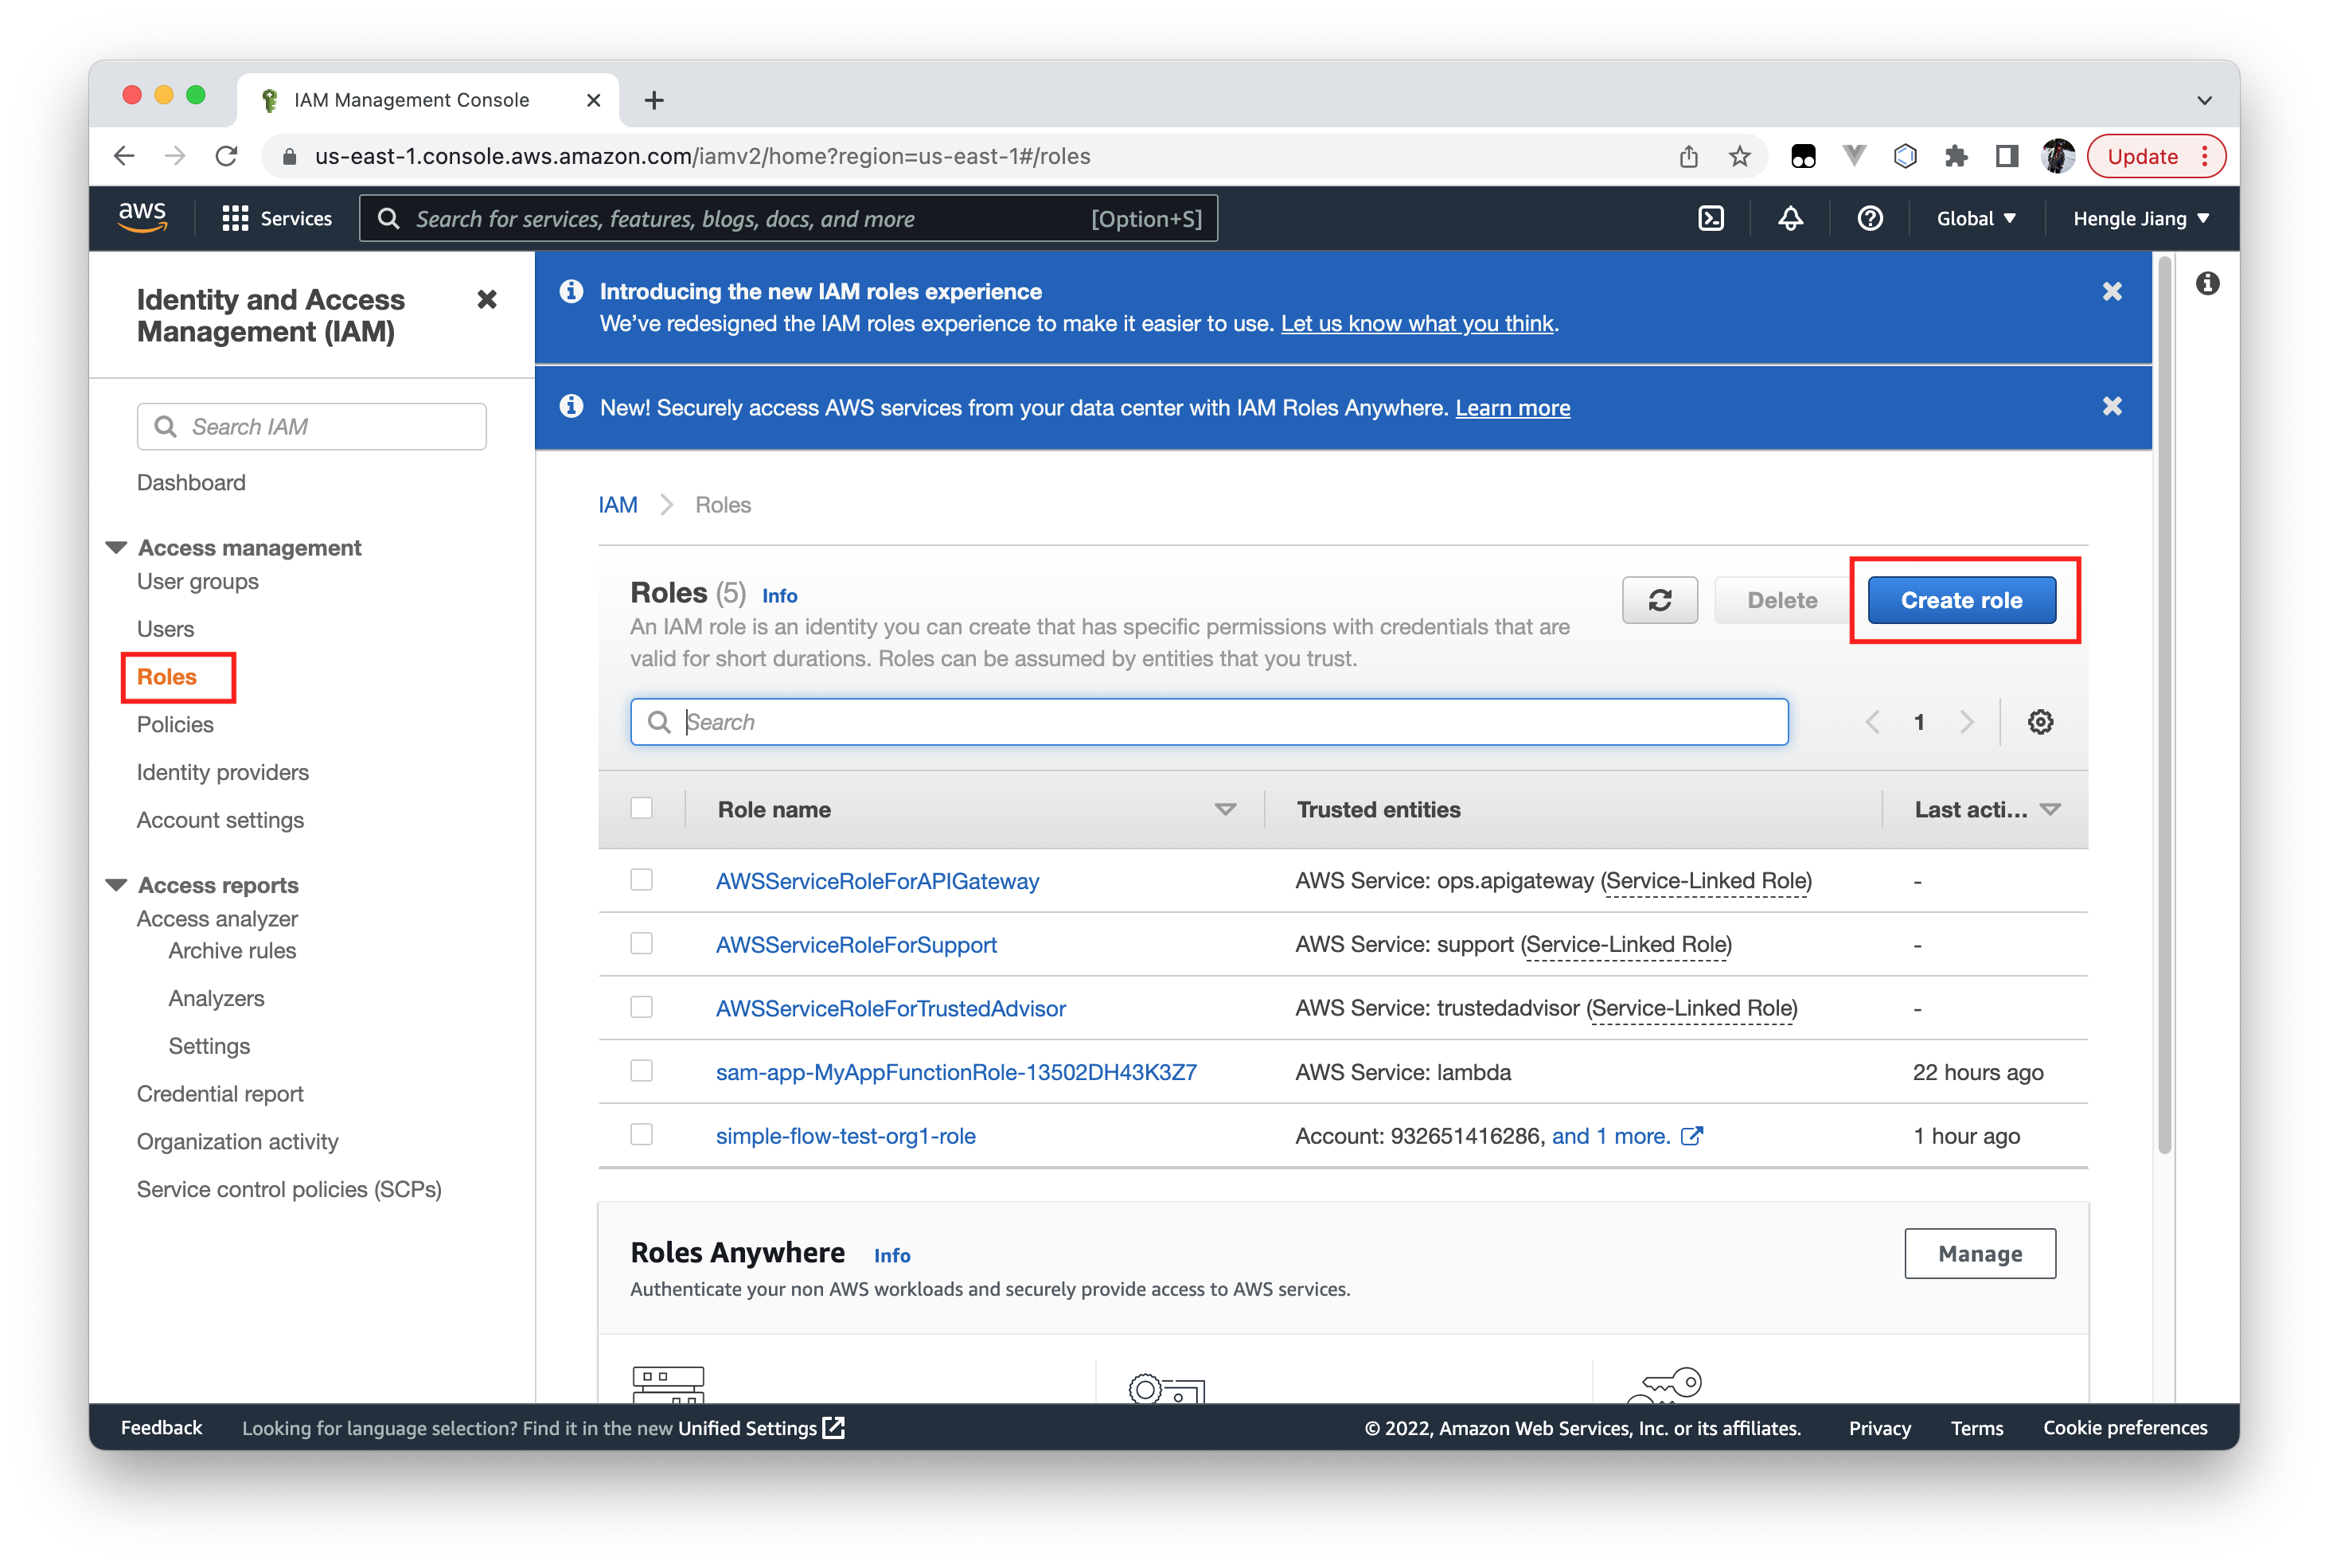 IAM Management Console
us-east-1.console.aws.amazon.com/iamv2/home?region=us-east-1#/roles
Update
aws
Services
Search for services, features, blogs, docs, and more
[Option+S]
Global
Hengle Jiang
Identity and Access
Management (IAM)
Search IAM
Dashboard
Access management
User groups
Users
Roles
Policies
Identity providers
Account settings
Access reports
Access analyzer
Archive rules
Analyzers
Settings
Credential report
Organization activity
Service control policies (SCPs)
Introducing the new IAM roles experience
We've redesigned the IAM roles experience to make it easier to use. Let us know what you think.
New! Securely access AWS services from your data center with IAM Roles Anywhere. Learn more
IAM
Roles
Roles (5) Info
Delete
Create role
An IAM role is an identity you can create that has specific permissions with credentials that are
valid for short durations. Roles can be assumed by entities that you trust.
Search
1
Role name
Trusted entities
Last acti...
AWSServiceRoleForAPIGateway
AWS Service: ops.apigateway (Service-Linked Role)
-
AWSServiceRoleForSupport
AWS Service: support (Service-Linked Role)
-
AWSServiceRoleForTrustedAdvisor
AWS Service: trustedadvisor (Service-Linked Role)
-
sam-app-MyAppFunctionRole-13502DH43K3Z7
AWS Service: lambda
22 hours ago
simple-flow-test-org1-role
Account: 932651416286, and 1 more.
1 hour ago
Roles Anywhere Info
Manage
Authenticate your non AWS workloads and securely provide access to AWS services.
Feedback
Looking for language selection? Find it in the new Unified Settings
© 2022, Amazon Web Services, Inc. or its affiliates.
Privacy
Terms
Cookie preferences